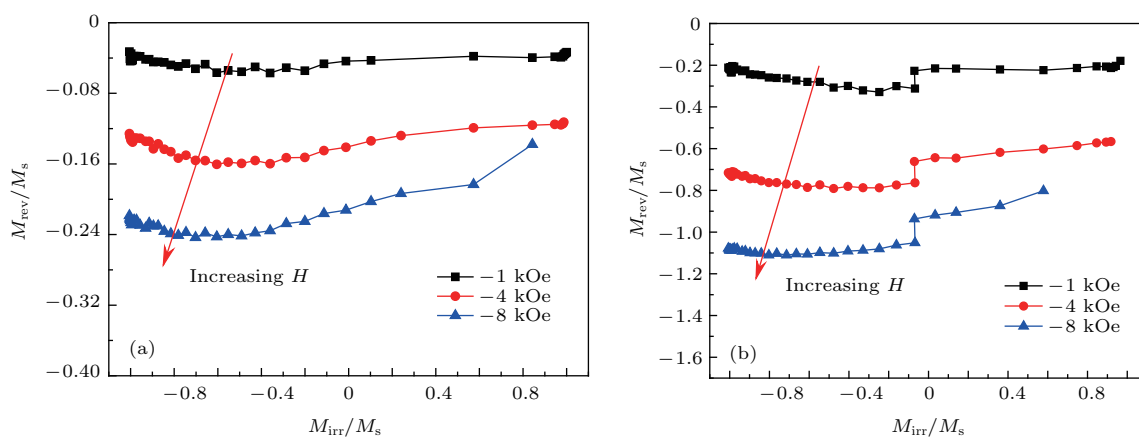 0
−0.08
−0.16
−0.24
−0.32
−0.40
M_rev/M_s
−0.8
−0.4
0
0.4
0.8
M_irr/M_s
Increasing H
−1 kOe
−4 kOe
−8 kOe
(a)
0
−0.2
−0.4
−0.6
−0.8
−1.0
−1.2
−1.4
−1.6
M_rev/M_s
−0.8
−0.4
0
0.4
0.8
M_irr/M_s
Increasing H
−1 kOe
−4 kOe
−8 kOe
(b)